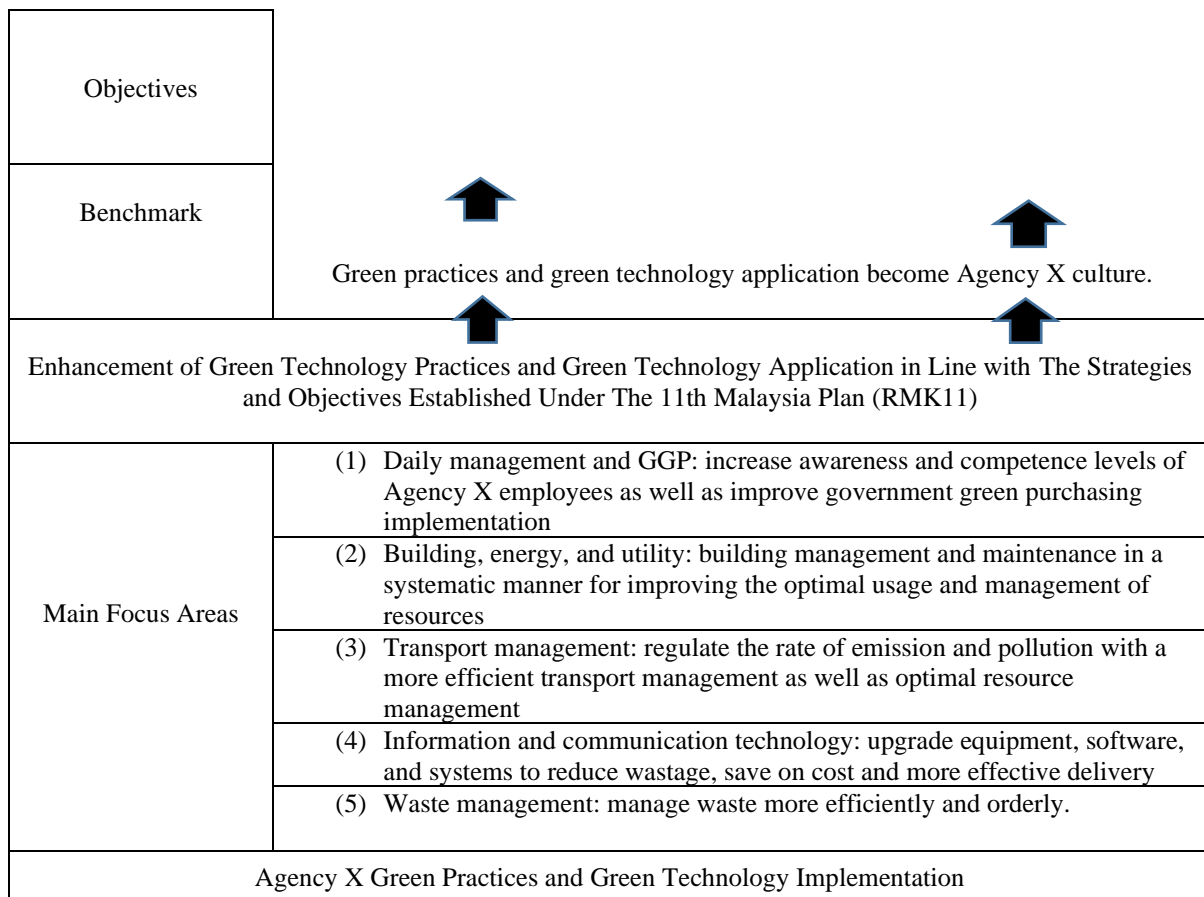 Objectives
Benchmark
Green practices and green technology application become Agency X culture.
Enhancement of Green Technology Practices and Green Technology Application in Line with The Strategies
and Objectives Established Under The 11th Malaysia Plan (RMK11)
Main Focus Areas
(1) Daily management and GGP: increase awareness and competence levels of
Agency X employees as well as improve government green purchasing
implementation
(2) Building, energy, and utility: building management and maintenance in a
systematic manner for improving the optimal usage and management of
resources
(3) Transport management: regulate the rate of emission and pollution with a
more efficient transport management as well as optimal resource
management
(4) Information and communication technology: upgrade equipment, software,
and systems to reduce wastage, save on cost and more effective delivery
(5) Waste management: manage waste more efficiently and orderly.
Agency X Green Practices and Green Technology Implementation